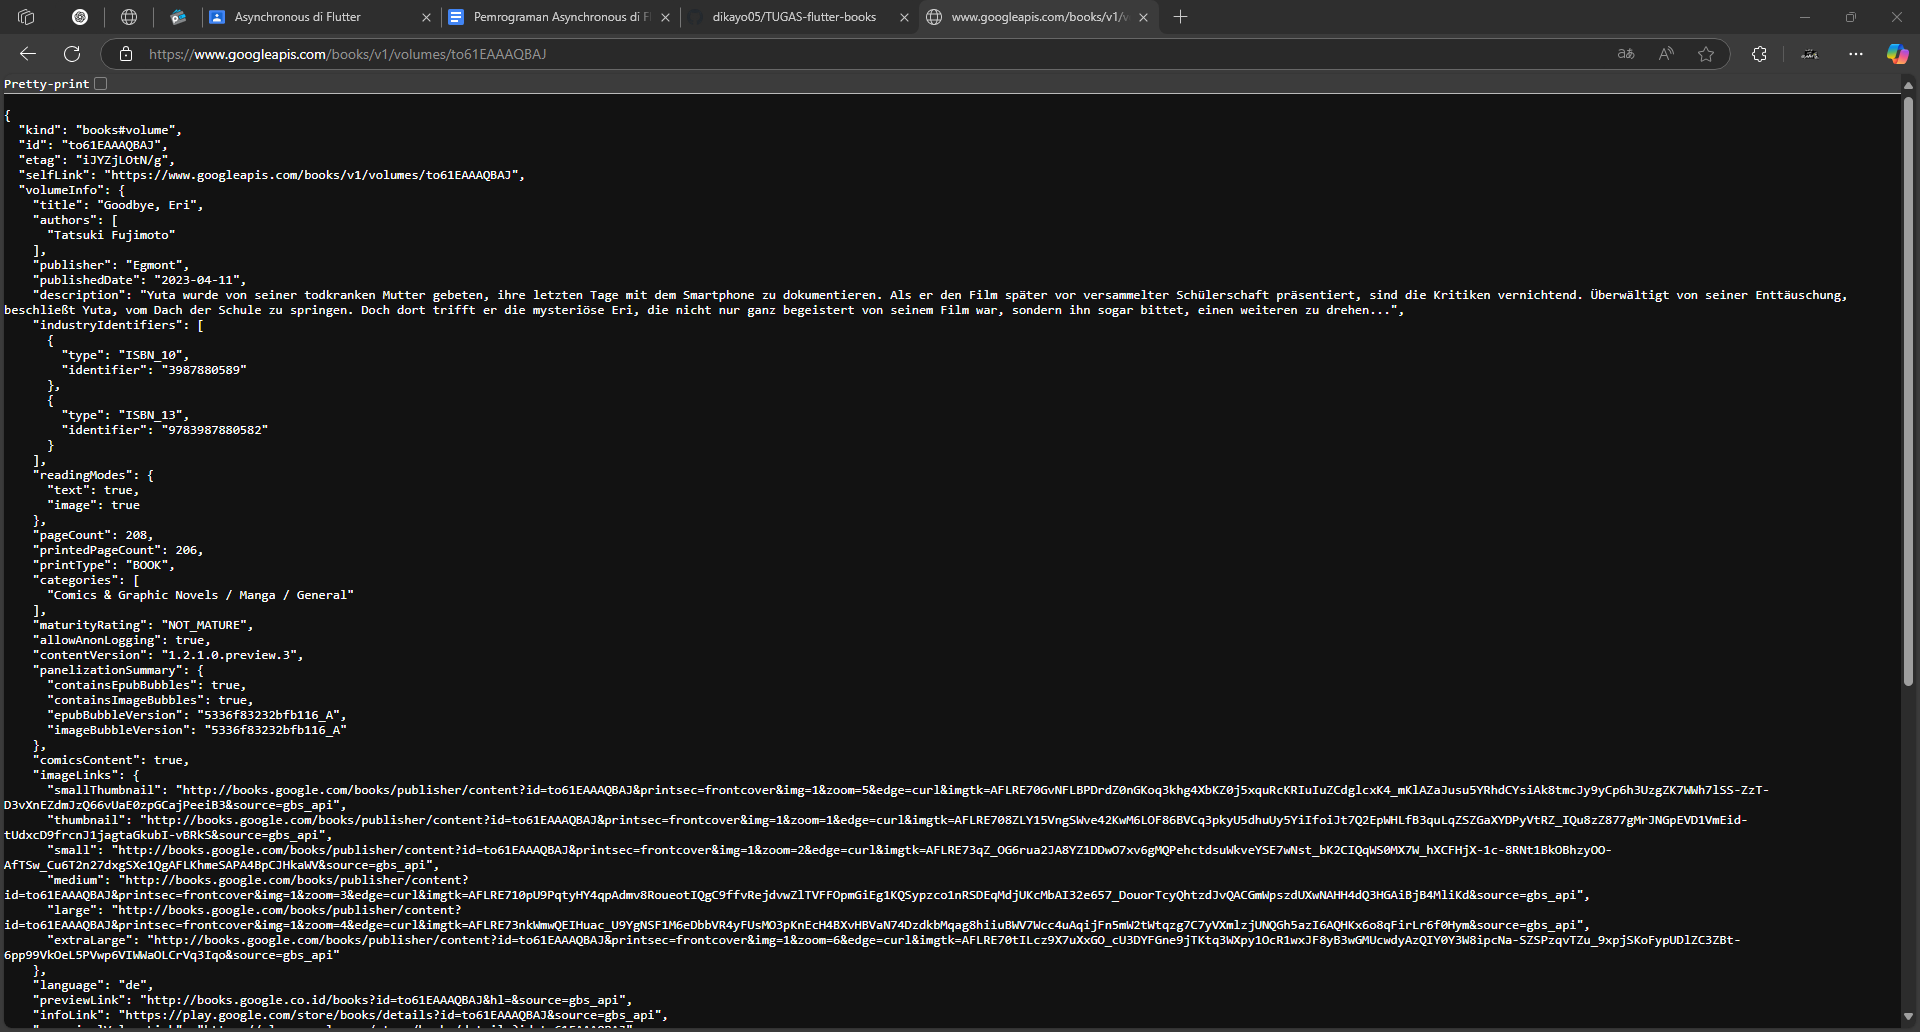 Asynchronous di Flutter
Pemrograman Asynchronous di Fl
dikayo05/TUGAS-flutter-books
www.googleapis.com/books/v1/v
https://www.googleapis.com/books/v1/volumes/to61EAAAQBAJ
Pretty-print
{
"kind": "books#volume",
"id": "to61EAAAQBAJ",
"etag": "iJYZjLOtN/g",
"selfLink": "https://www.googleapis.com/books/v1/volumes/to61EAAAQBAJ",
"volumeInfo": {
"title": "Goodbye, Eri",
"authors": [
"Tatsuki Fujimoto"
],
"publisher": "Egmont",
"publishedDate": "2023-04-11",
"description": "Yuta wurde von seiner todkranken Mutter gebeten, ihre letzten Tage mit dem Smartphone zu dokumentieren. Als er den Film später vor versammelter Schülerschaft präsentiert, sind die Kritiken vernichtend. Überwältigt von seiner Enttäuschung,
beschließt Yuta, vom Dach der Schule zu springen. Doch dort trifft er die mysteriöse Eri, die nicht nur ganz begeistert von seinem Film war, sondern ihn sogar bittet, einen weiteren zu drehen...",
"industryIdentifiers": [
{
"type": "ISBN_10",
"identifier": "3987880589"
},
{
"type": "ISBN_13",
"identifier": "9783987880582"
}
],
"readingModes": {
"text": true,
"image": true
},
"pageCount": 208,
"printedPageCount": 206,
"printType": "BOOK",
"categories": [
"Comics & Graphic Novels / Manga / General"
],
"maturityRating": "NOT_MATURE",
"allowAnonLogging": true,
"contentVersion": "1.2.1.0.preview.3",
"panelizationSummary": {
"containsEpubBubbles": true,
"containsImageBubbles": true,
"epubBubbleVersion": "5336f83232bfb116_A",
"imageBubbleVersion": "5336f83232bfb116_A"
},
"comicsContent": true,
"imageLinks": {
"smallThumbnail": "http://books.google.com/books/publisher/content?id=to61EAAAQBAJ&printsec=frontcover&img=1&zoom=5&edge=curl&imgtk=AFLRE70GvNFLBPDrdZ0nGKoq3khg4XbKZ0j5xquRcKRIuIuZCdglcxK4_mKlAZaJusu5YRhdCYsiAk8tmcJy9yCp6h3UzgZK7WWh7lSS-ZzT-
D3vXnEZdmJzQ66vUaE0zpGCajPeeiB3&source=gbs_api",
"thumbnail": "http://books.google.com/books/publisher/content?id=to61EAAAQBAJ&printsec=frontcover&img=1&zoom=1&edge=curl&imgtk=AFLRE708ZLY15VngSWve42KwM6LOF86BVCq3pkyU5dhuUy5YiIfoiJt7Q2EpWHLfB3quLqZSZGaXYDPyVtRZ_IQu8zZ877gMrJNGpEVD1VmEid-
tUdxcD9frcnJ1jagtaGkubI-vBRkS&source=gbs_api",
"small": "http://books.google.com/books/publisher/content?id=to61EAAAQBAJ&printsec=frontcover&img=1&zoom=2&edge=curl&imgtk=AFLRE73qZ_OG6rua2JA8YZ1DDwO7xv6gMQPehctdsuWkveYSE7wNst_bK2CIQqWS0MX7W_hXCFHjX-1c-8RNt1BkOBhzyOO-
AfTSw_Cu6T2n27dxgSXe1QgAFLKhmeSAPA4BpCJHkaWV&source=gbs_api",
"medium": "http://books.google.com/books/publisher/content?
id=to61EAAAQBAJ&printsec=frontcover&img=1&zoom=3&edge=curl&imgtk=AFLRE710pU9PqtyHY4qpAdmv8RoueotIQgC9ffvRejdvwZlTVFFOpmGiEg1KQSypzco1nRSDEqMdjUKcMbAI32e657_DouorTcyQhtzdJvQACGmWpszdUXwNAHH4dQ3HGAiBjB4MliKd&source=gbs_api",
"large": "http://books.google.com/books/publisher/content?
id=to61EAAAQBAJ&printsec=frontcover&img=1&zoom=4&edge=curl&imgtk=AFLRE73nkWmwQEIHuac_U9YgNSF1M6eDbbVR4yFUsMO3pKnEcH4BXvHBVaN74DzdkbMqag8hiiuBWV7Wcc4uAqijFn5mW2tWtqzg7C7yVXmlzjUNQGh5azI6AQHKx6o8qFirLr6f0Hym&source=gbs_api",
"extraLarge": "http://books.google.com/books/publisher/content?id=to61EAAAQBAJ&printsec=frontcover&img=1&zoom=6&edge=curl&imgtk=AFLRE70tILcz9X7uXxGO_cU3DYFGne9jTKtq3WXpy1OcR1wxJF8yB3wGMUcwdyAzQIY0Y3W8ipcNa-SZSPzqvTZu_9xpjSKoFypUDlZC3ZBt-
6pp99VkOeL5PVwp6VIWWaOLCrVq3Iqo&source=gbs_api"
},
"language": "de",
"previewLink": "http://books.google.co.id/books?id=to61EAAAQBAJ&hl=&source=gbs_api",
"infoLink": "https://play.google.com/store/books/details?id=to61EAAAQBAJ&source=gbs_api",